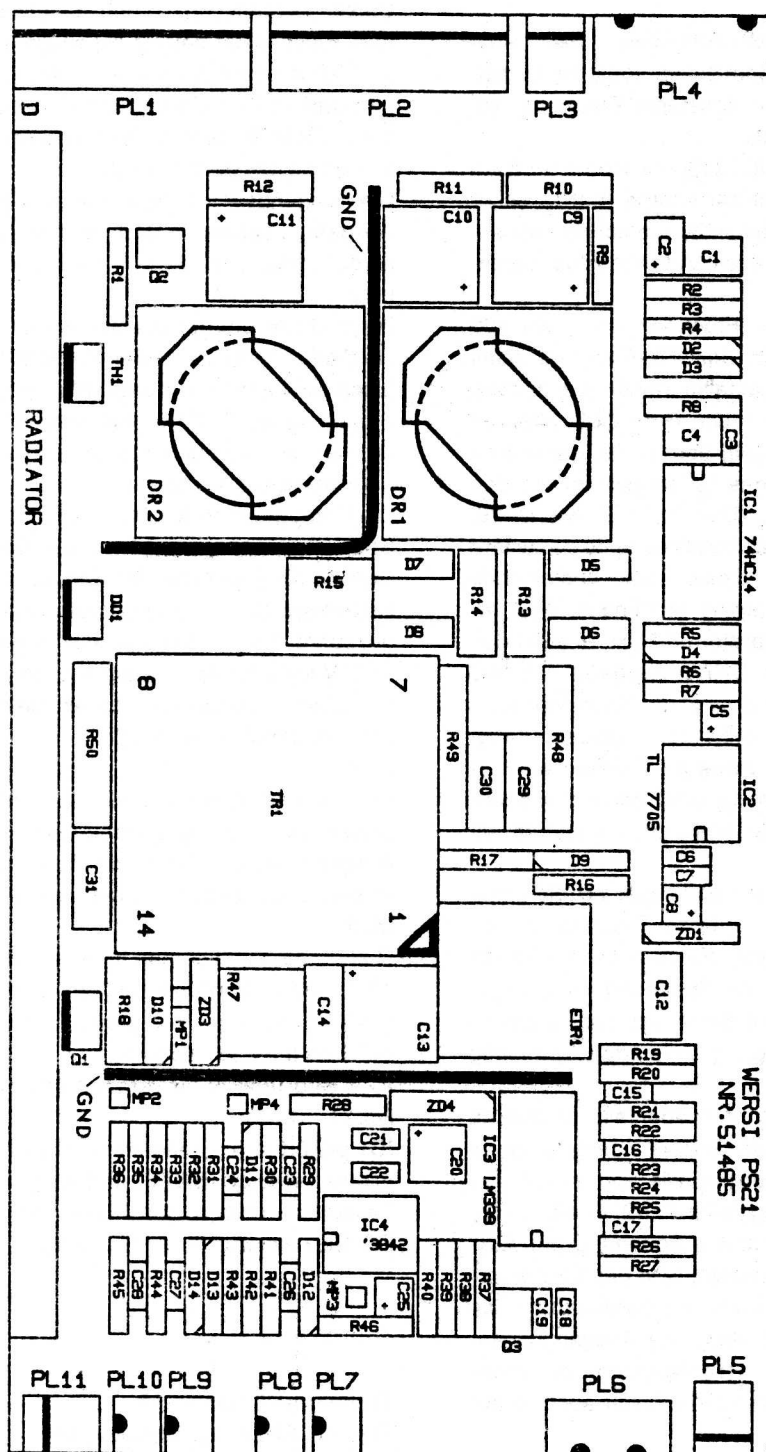 PL1
PL2
PL3
PL4
D
R12
R11
R10
GND
C11
C10
C9
R9
C2
C1
R1
Q2
R2
R3
R4
D2
D3
TH1
R8
C4
C3
RADIATOR
DR2
DR1
IC1 74HC14
R15
D7
R14
R13
D5
D8
D6
R5
D4
R6
R7
C5
8
7
R50
TR1
R49
C30
C29
R48
TL 7705
IC2
R17
D9
R16
C6
C7
C8
ZD1
C31
14
1
R18
D10
MP1
ZD3
R47
C14
C13
EDR1
C12
Q1
GND
R19
R20
C15
R21
R22
C16
R23
R24
R25
C17
R26
R27
WERSI PS21
NR.51485
MP2
MP4
R28
ZD4
C21
C22
C20
IC3 LM339
R36
R35
R34
R33
R32
R31
C24
D11
R30
C23
R29
IC4
'3842
R45
C28
R44
C27
D14
D13
R43
R42
R41
C26
D12
MP3
C25
R46
R40
R39
R38
R37
Q3
C19
C18
PL11
PL10
PL9
PL8
PL7
PL6
PL5